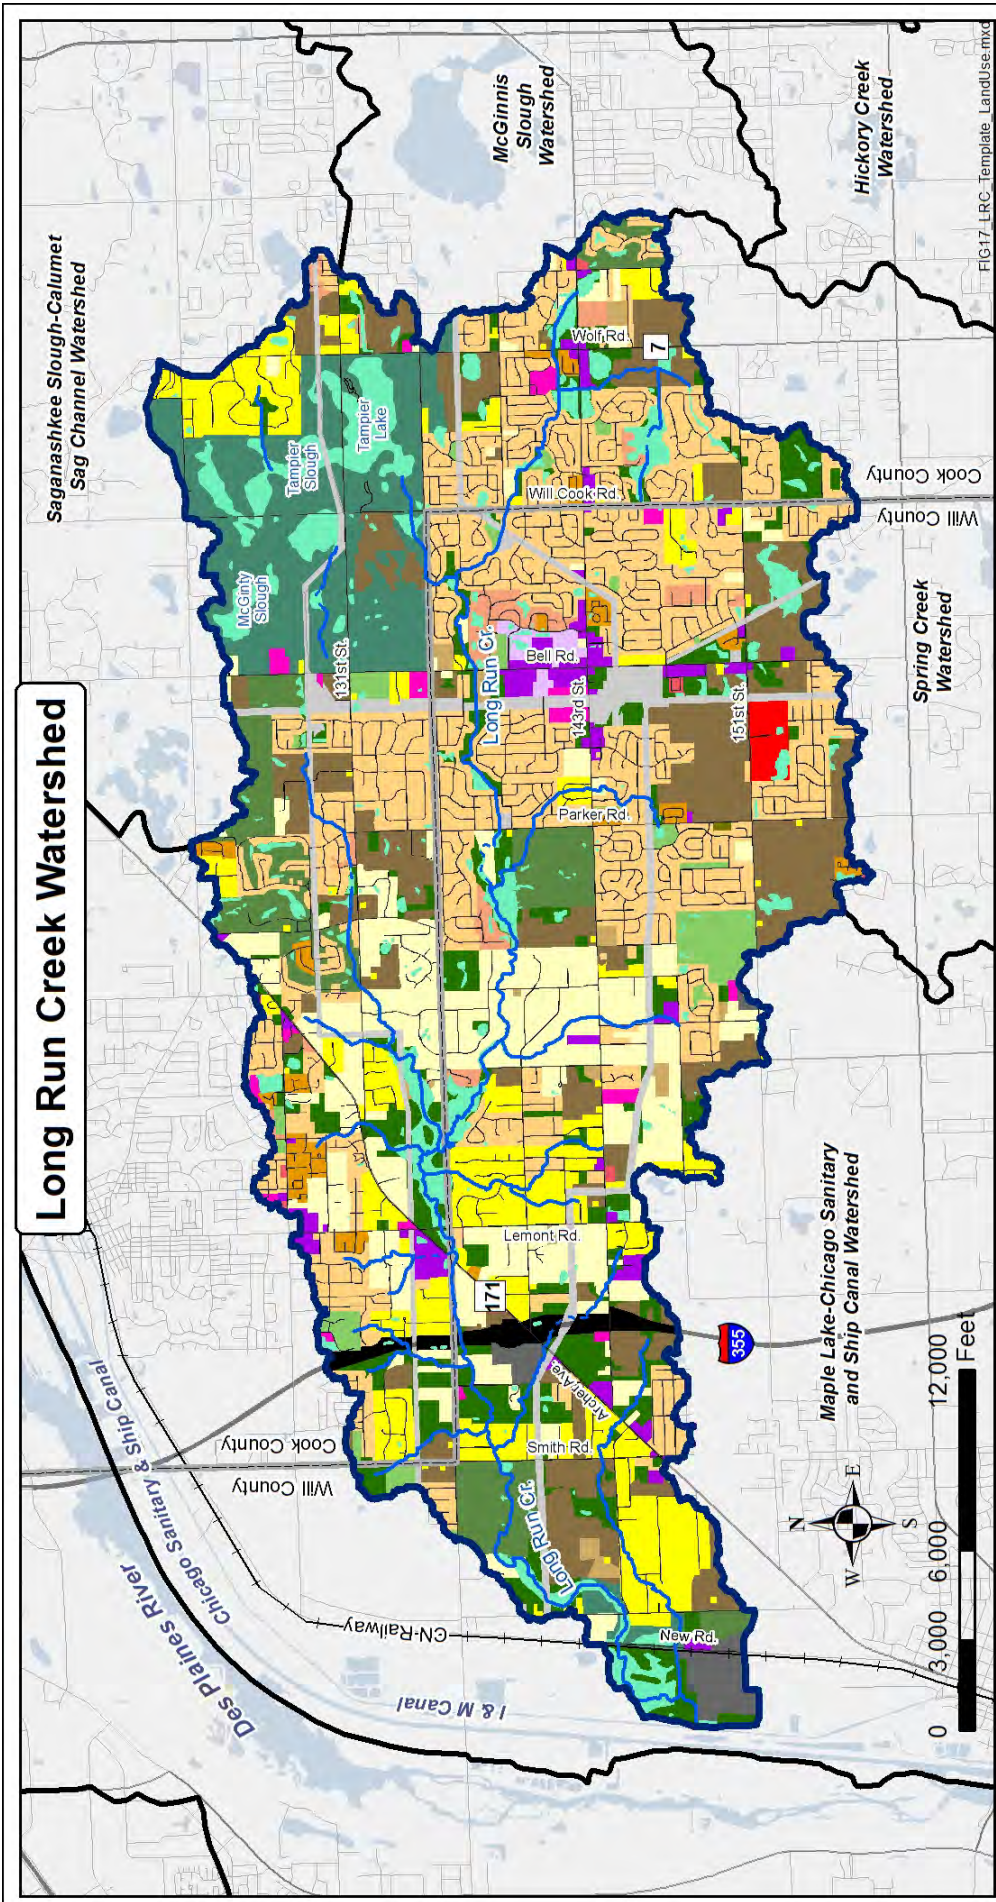 Long Run Creek Watershed
Saganashkee Slough-Calumet
Sag Channel Watershed
McGinnis
Slough
Watershed
Hickory Creek
Watershed
Spring Creek
Watershed
Maple Lake-Chicago Sanitary
and Ship Canal Watershed
Des Plaines River
Chicago Sanitary & Ship Canal
I & M Canal
CN-Railway
Cook County
Will County
Cook County
Will County
McGinty
Slough
Tampier
Slough
Tampier
Lake
131st St.
Long Run Cr.
Bell Rd.
143rd St.
151st St.
Will Cook Rd.
Wolf Rd.
7
Parker Rd.
Lemont Rd.
171
355
Archer Ave.
Smith Rd.
Long Run Cr.
New Rd.
N
W
E
S
0 3,000 6,000 12,000
Feet
FIG17_LRC_Template_LandUse.mxd